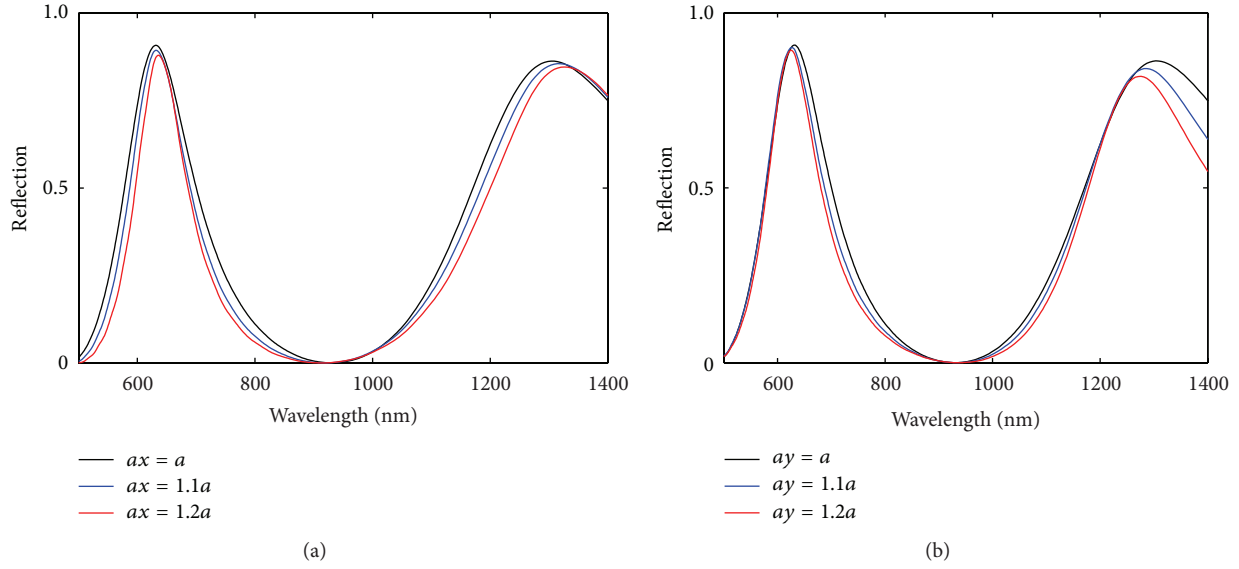 1.0
0.5
0
Reflection
600 800 1000 1200 1400
Wavelength (nm)
ax = a
ax = 1.1a
ax = 1.2a
(a)
1.0
0.5
0
Reflection
600 800 1000 1200 1400
Wavelength (nm)
ay = a
ay = 1.1a
ay = 1.2a
(b)